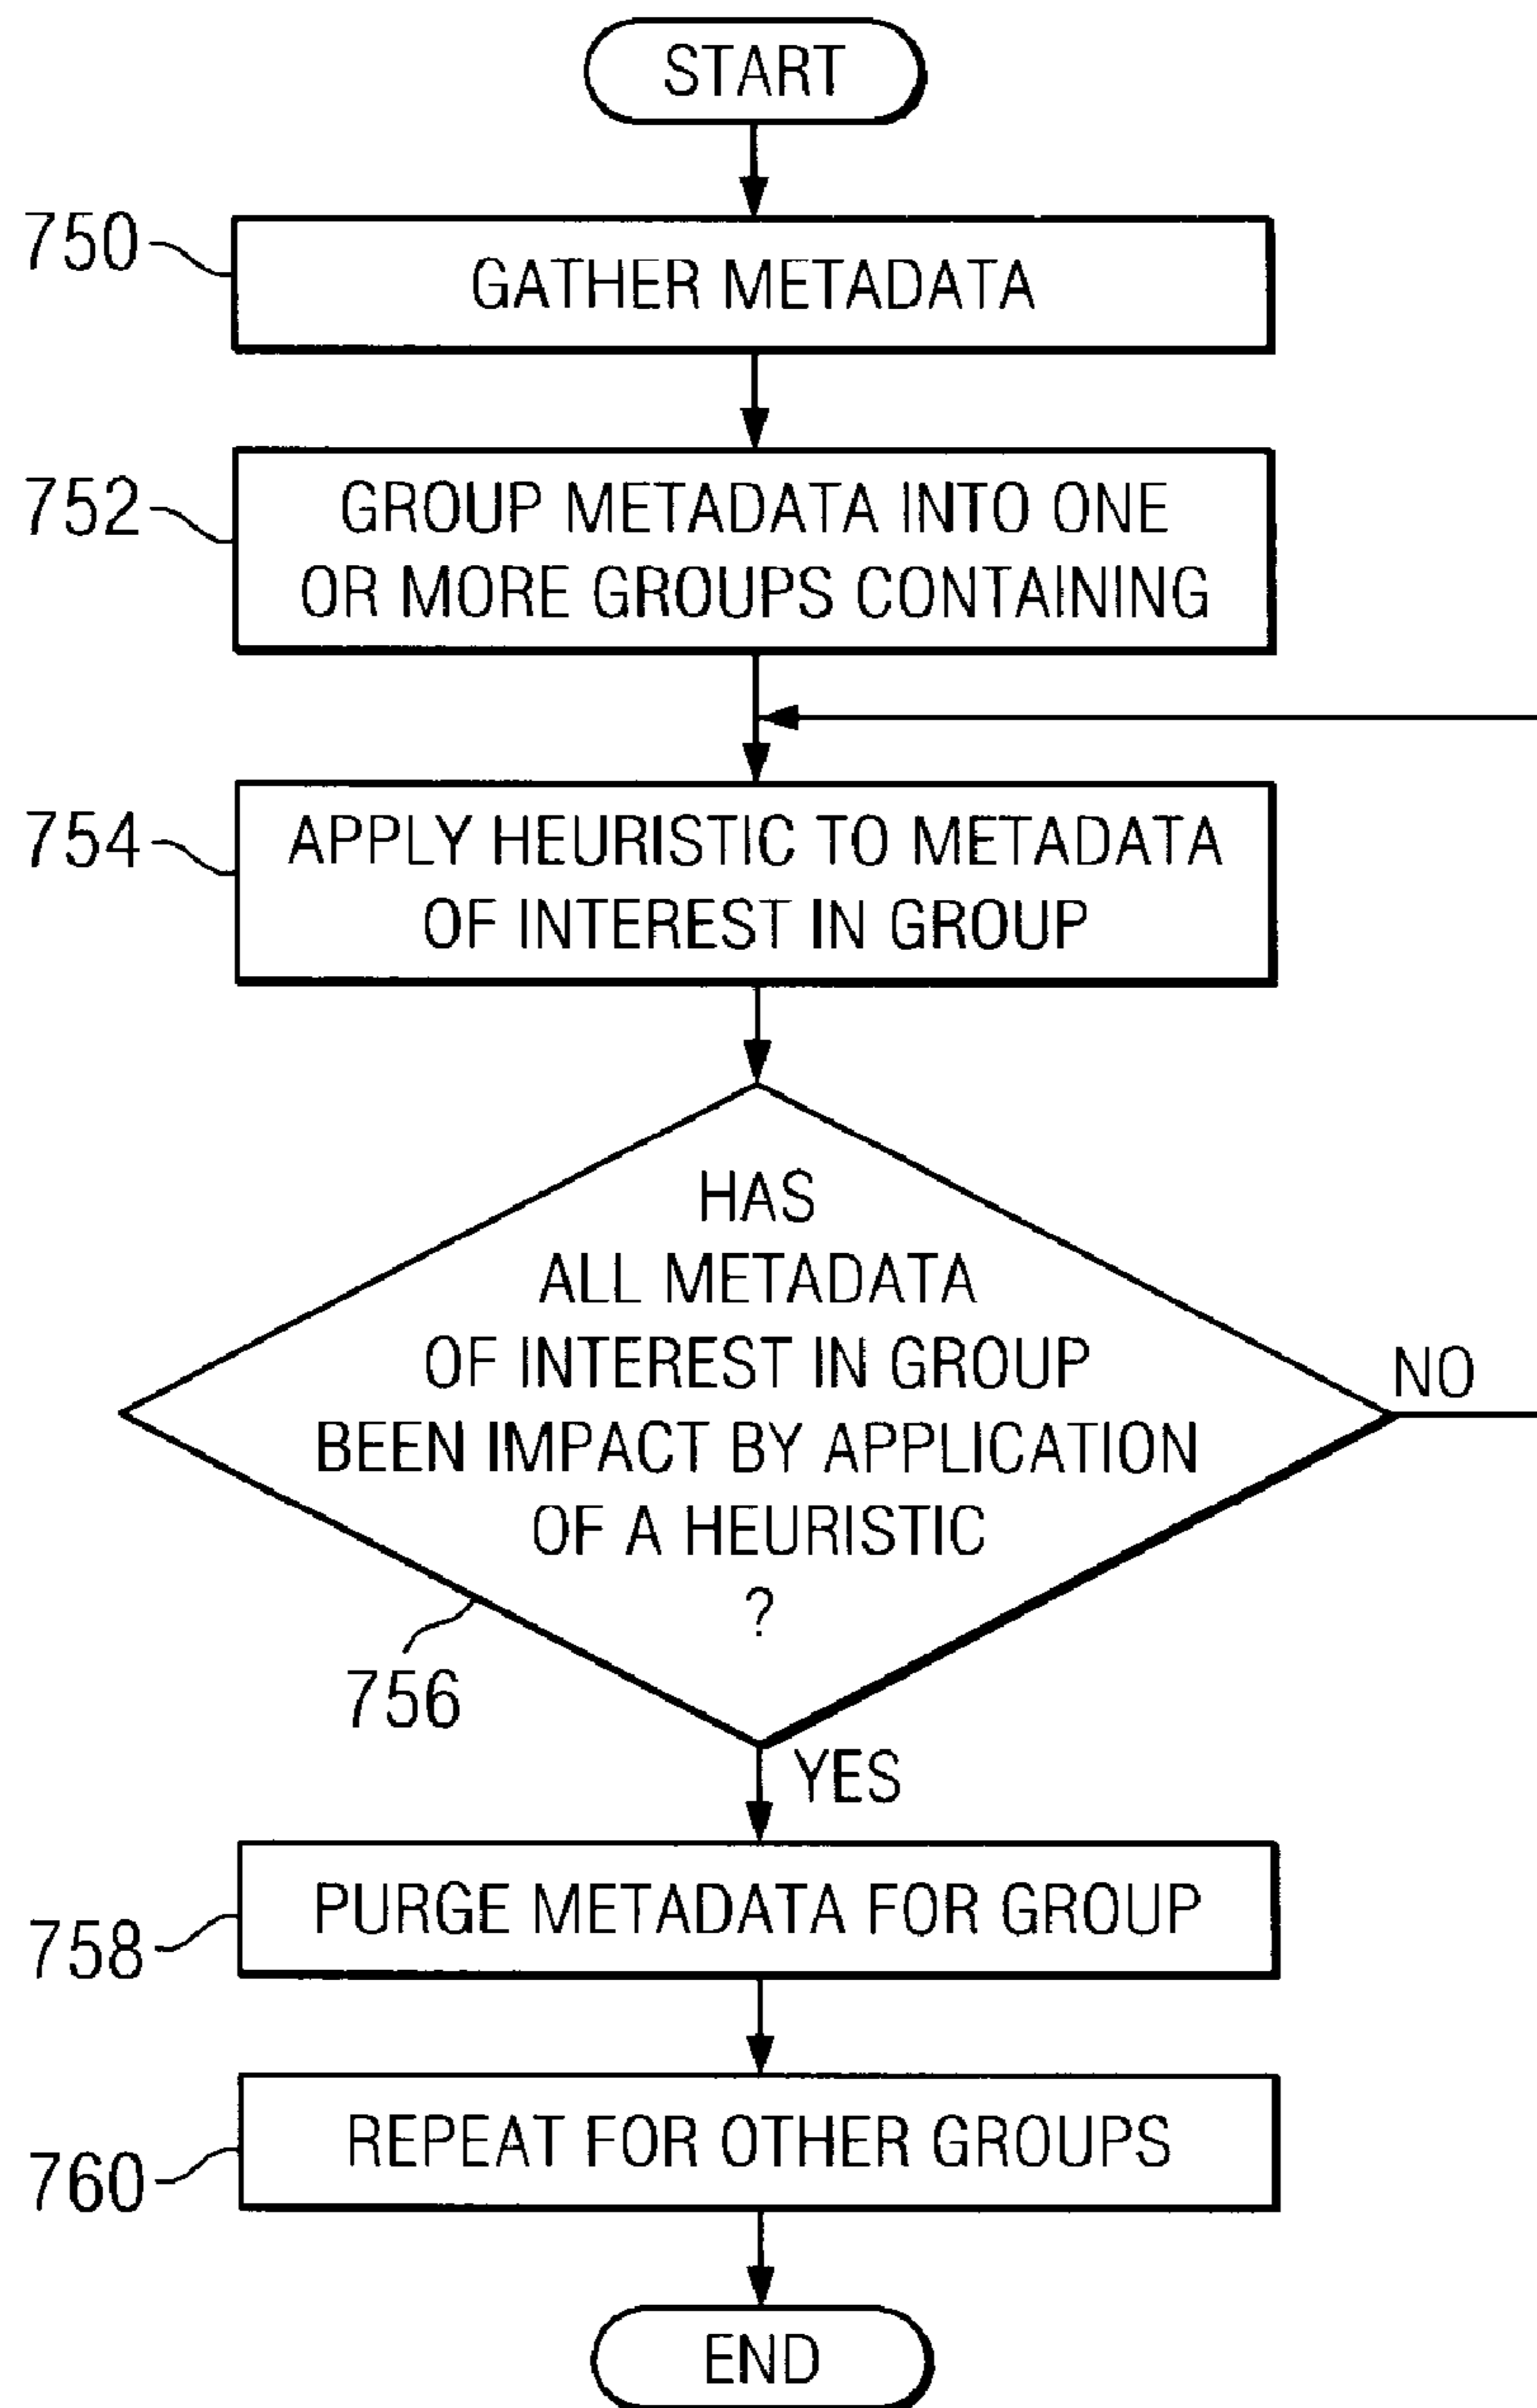 START
750
GATHER METADATA
752
GROUP METADATA INTO ONE
OR MORE GROUPS CONTAINING
754
APPLY HEURISTIC TO METADATA
OF INTEREST IN GROUP
HAS
ALL METADATA
OF INTEREST IN GROUP
BEEN IMPACT BY APPLICATION
OF A HEURISTIC
?
NO
756
YES
758
PURGE METADATA FOR GROUP
760
REPEAT FOR OTHER GROUPS
END